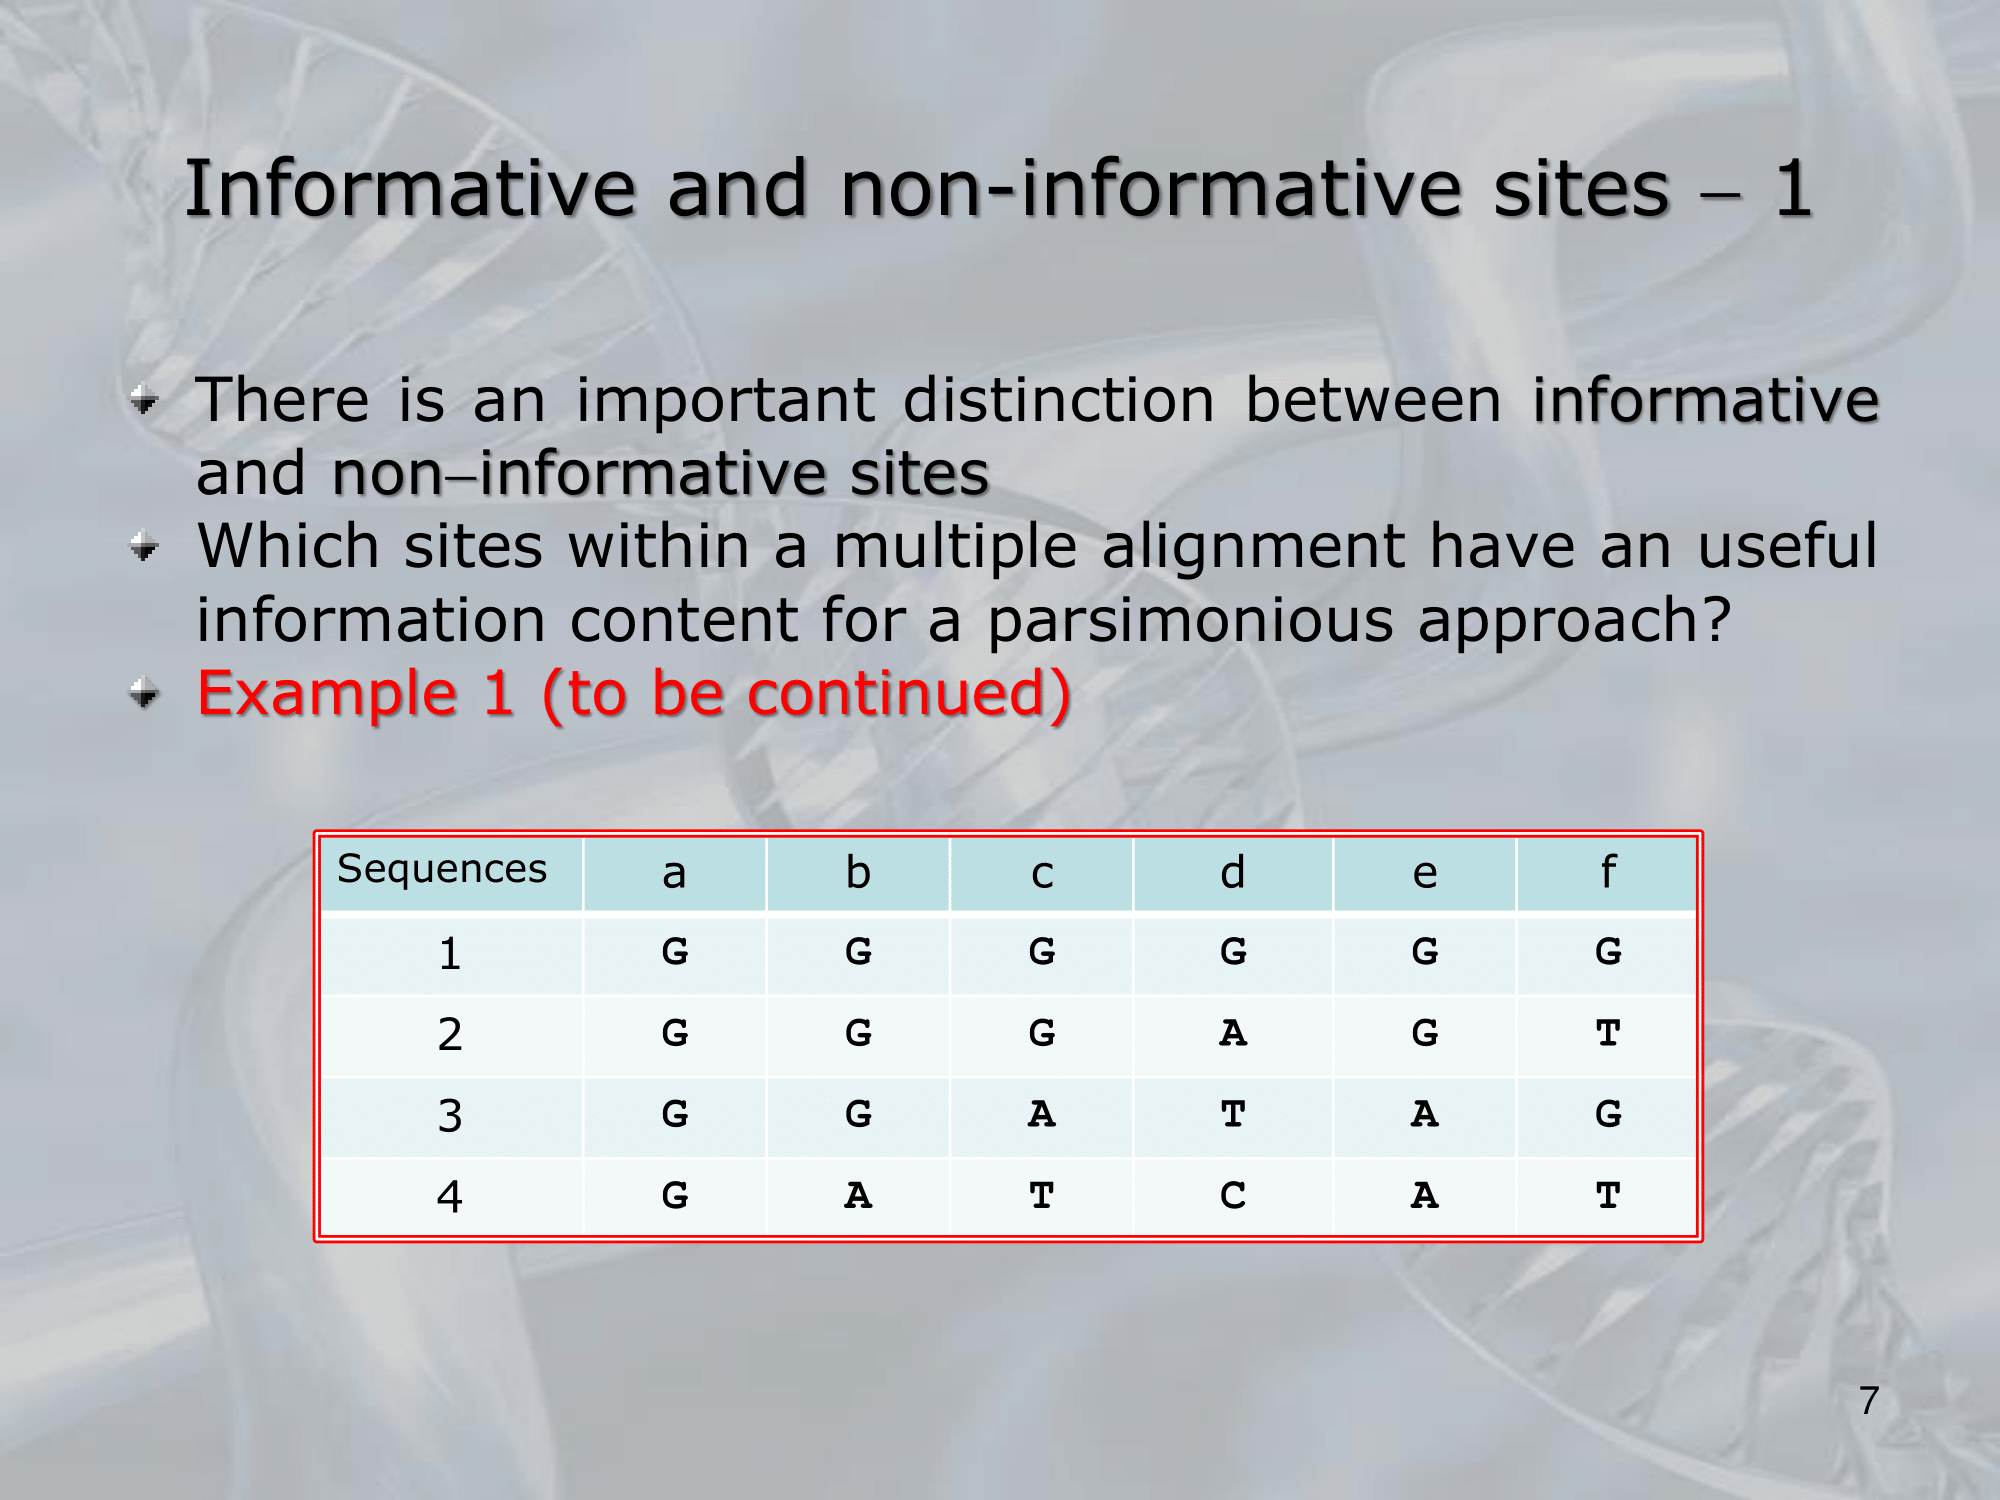 Informative and non-informative sites – 1
There is an important distinction between informative
and non–informative sites
Which sites within a multiple alignment have an useful
information content for a parsimonious approach?
Example 1 (to be continued)
Sequences a b c d e f
1 G G G G G G
2 G G G A G T
3 G G A T A G
4 G A T C A T
7